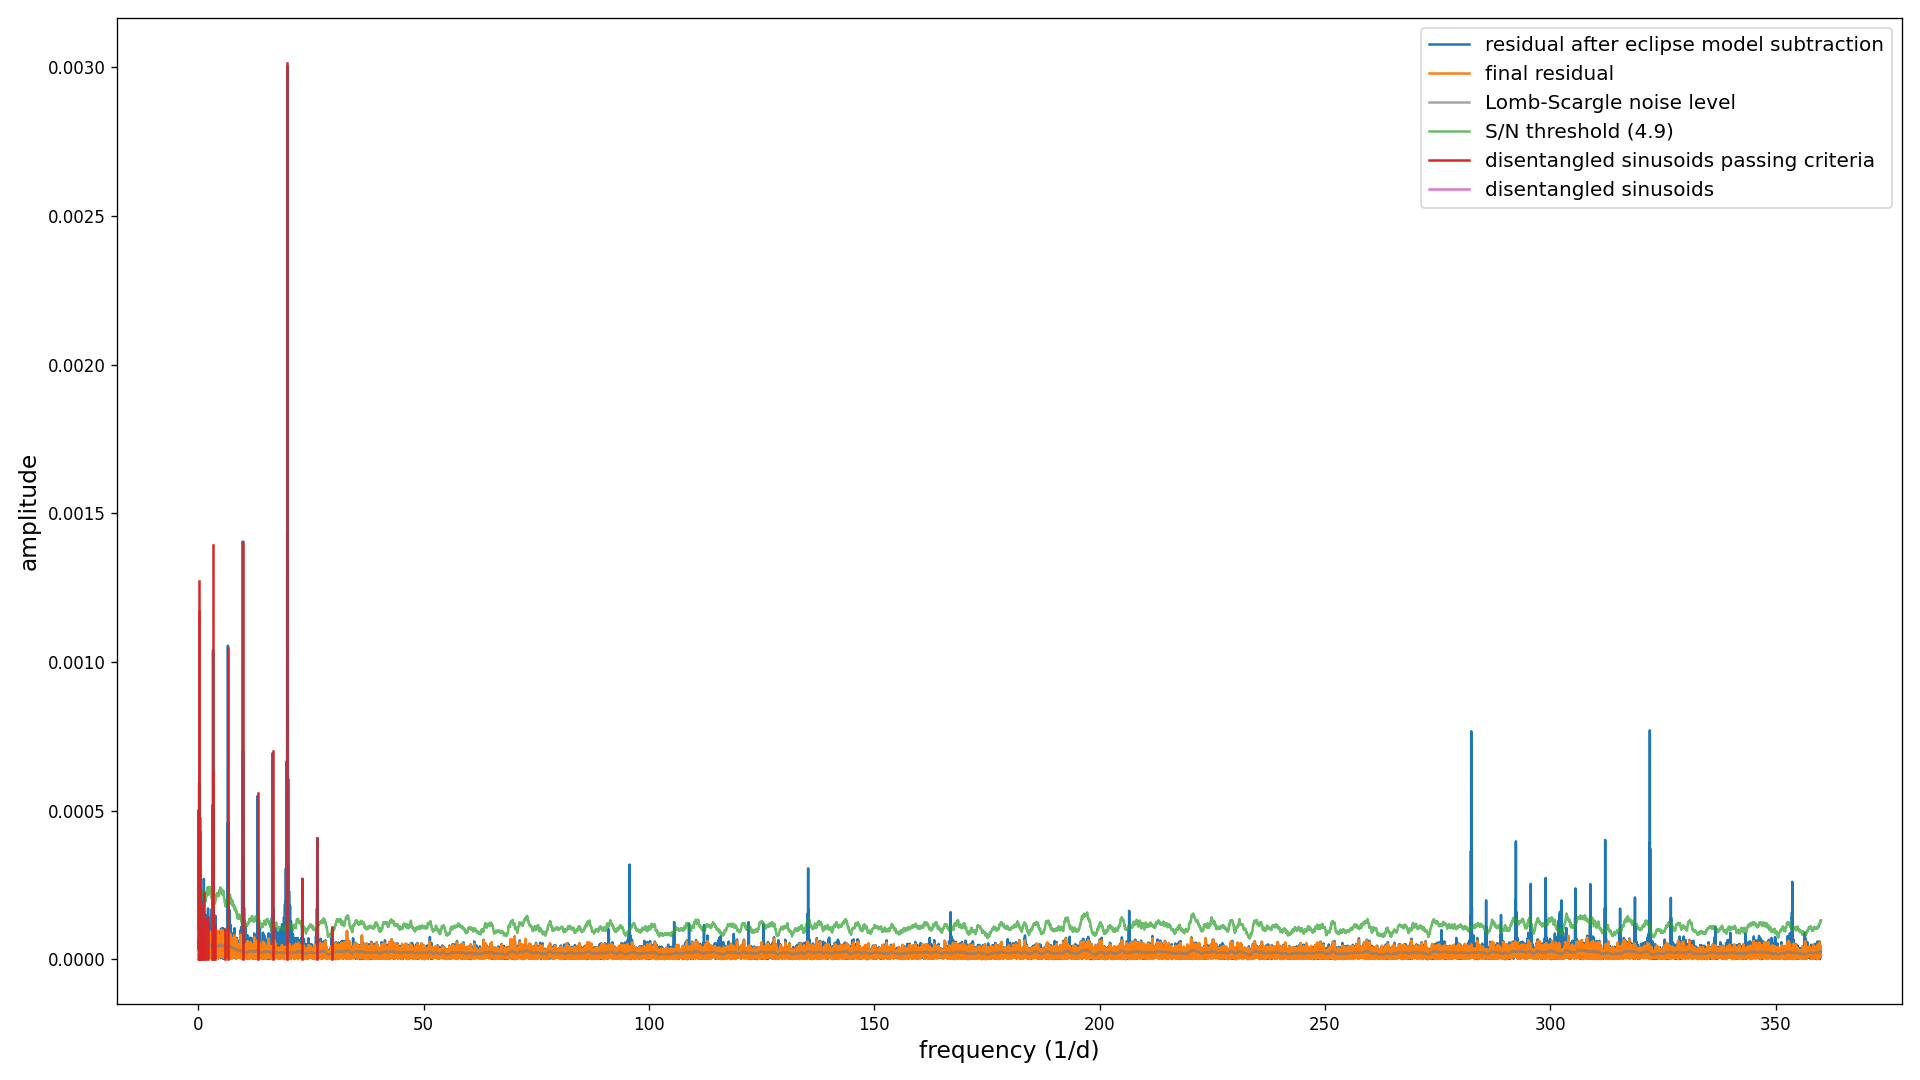 residual after eclipse model subtraction
final residual
Lomb-Scargle noise level
S/N threshold (4.9)
disentangled sinusoids passing criteria
disentangled sinusoids
0.0030
0.0025
0.0020
0.0015
0.0010
0.0005
0.0000
amplitude
0 50 100 150 200 250 300 350
frequency (1/d)